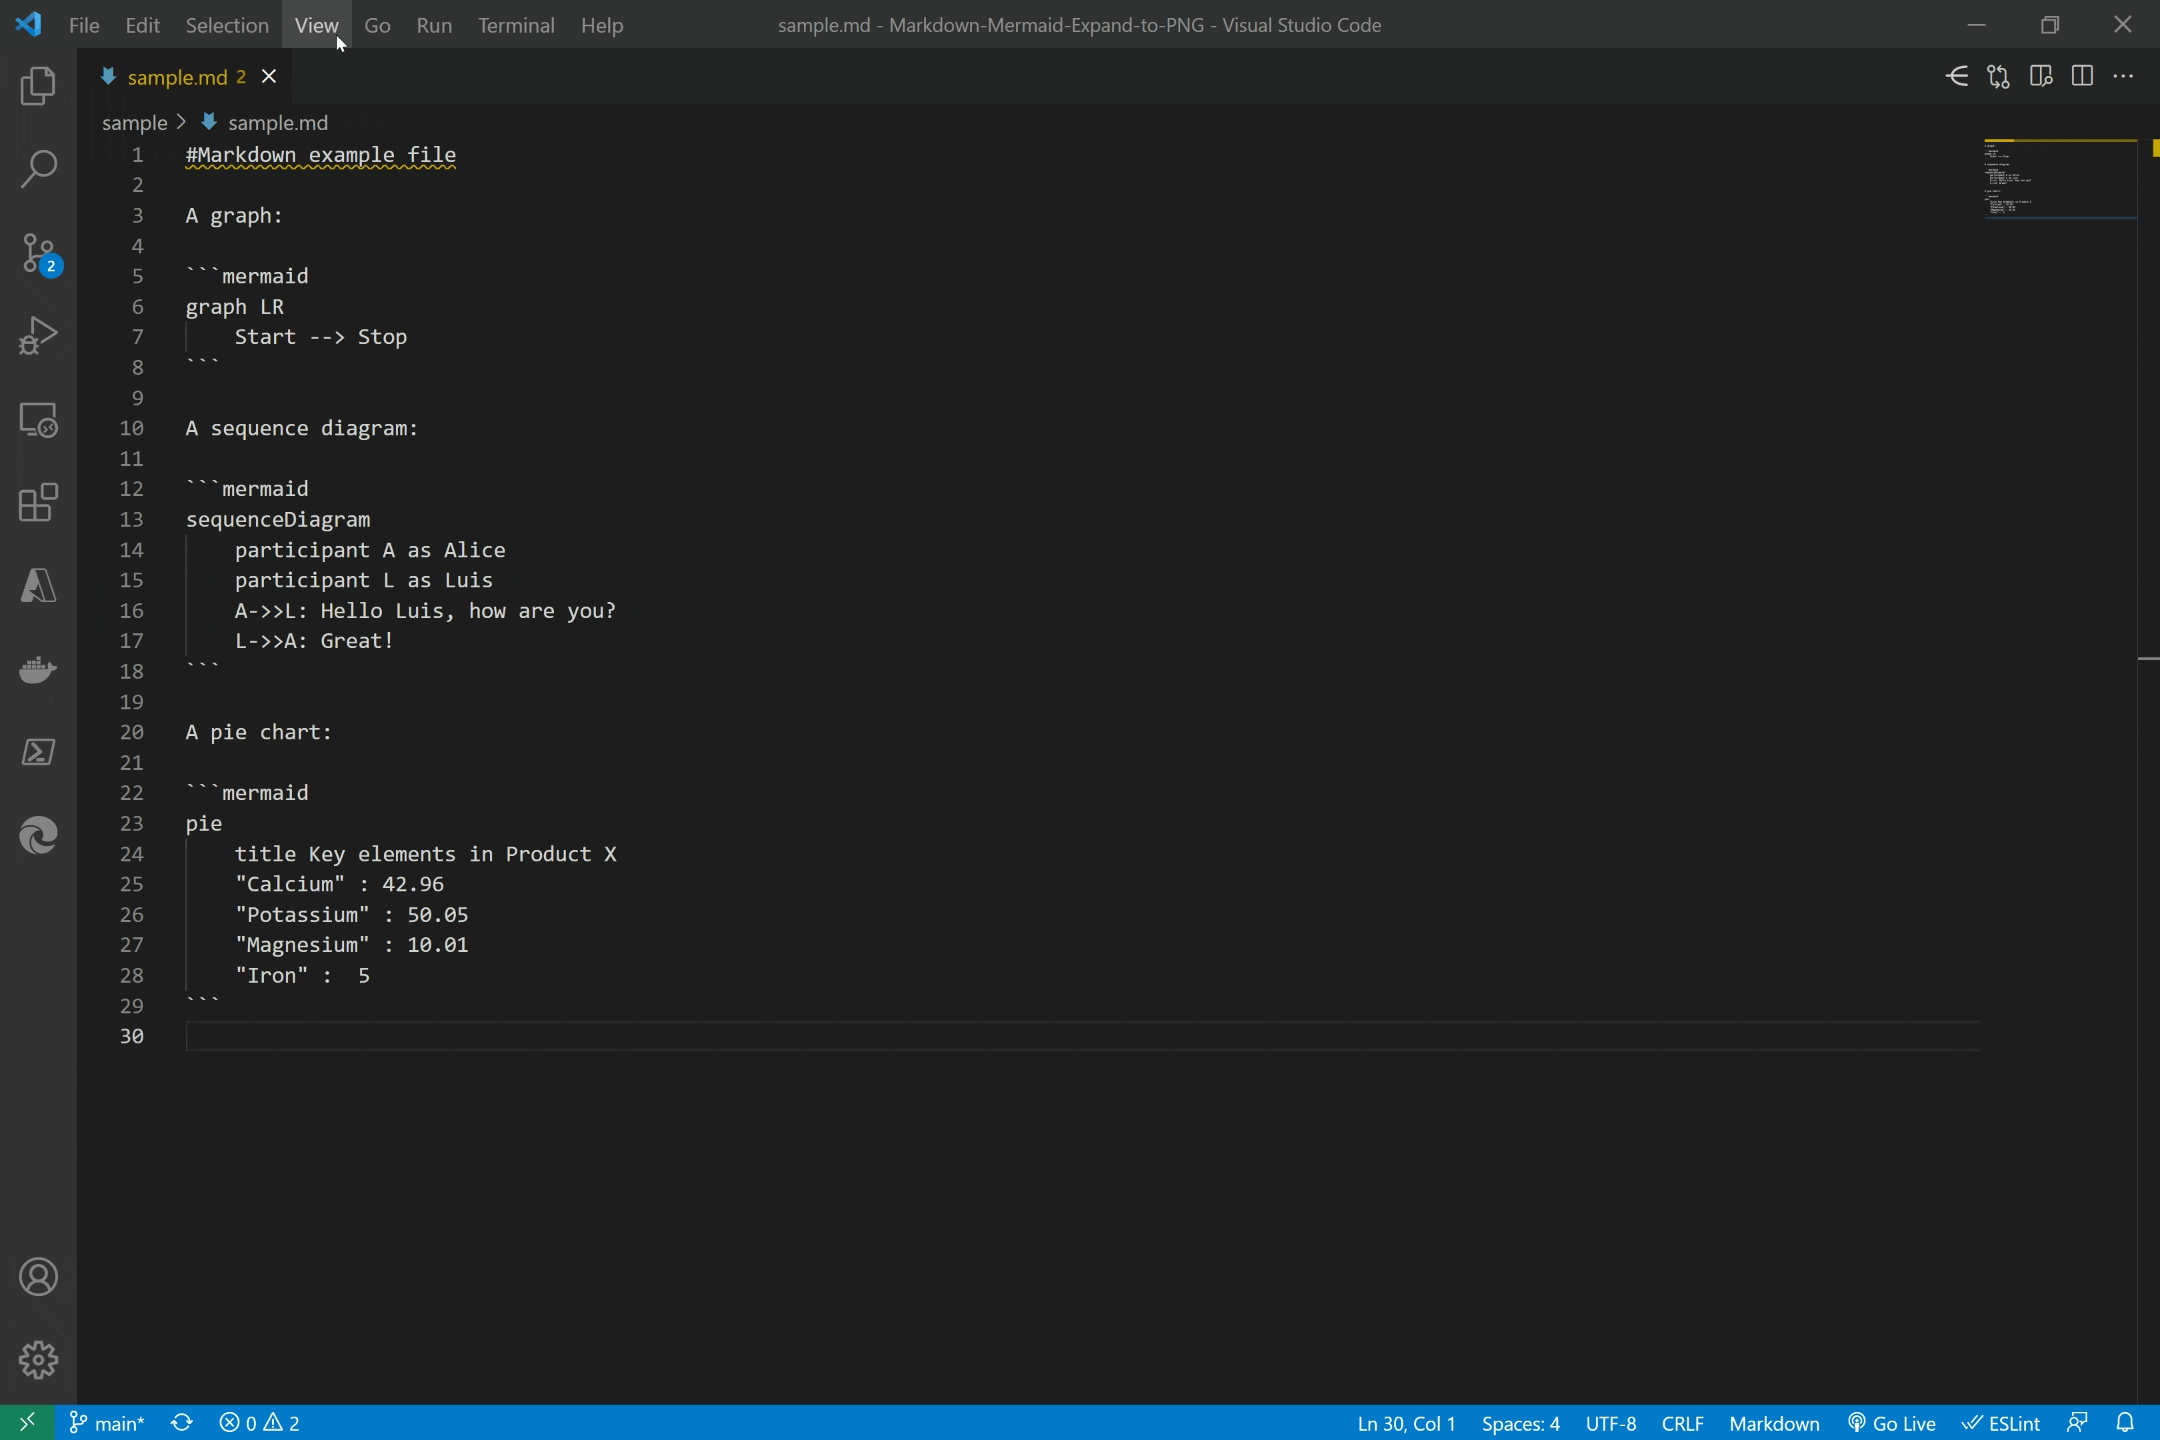 File Edit Selection View Go Run Terminal Help sample.md - Markdown-Mermaid-Expand-to-PNG - Visual Studio Code
sample.md 2
sample > sample.md
1 #Markdown example file
2
3 A graph:
4
5 ```mermaid
6 graph LR
7     Start --> Stop
8 ```
9
10 A sequence diagram:
11
12 ```mermaid
13 sequenceDiagram
14     participant A as Alice
15     participant L as Luis
16     A->>L: Hello Luis, how are you?
17     L->>A: Great!
18 ```
19
20 A pie chart:
21
22 ```mermaid
23 pie
24     title Key elements in Product X
25     "Calcium" : 42.96
26     "Potassium" : 50.05
27     "Magnesium" : 10.01
28     "Iron" :  5
29 ```
30
2
main* 0 2 Ln 30, Col 1 Spaces: 4 UTF-8 CRLF Markdown Go Live ESLint